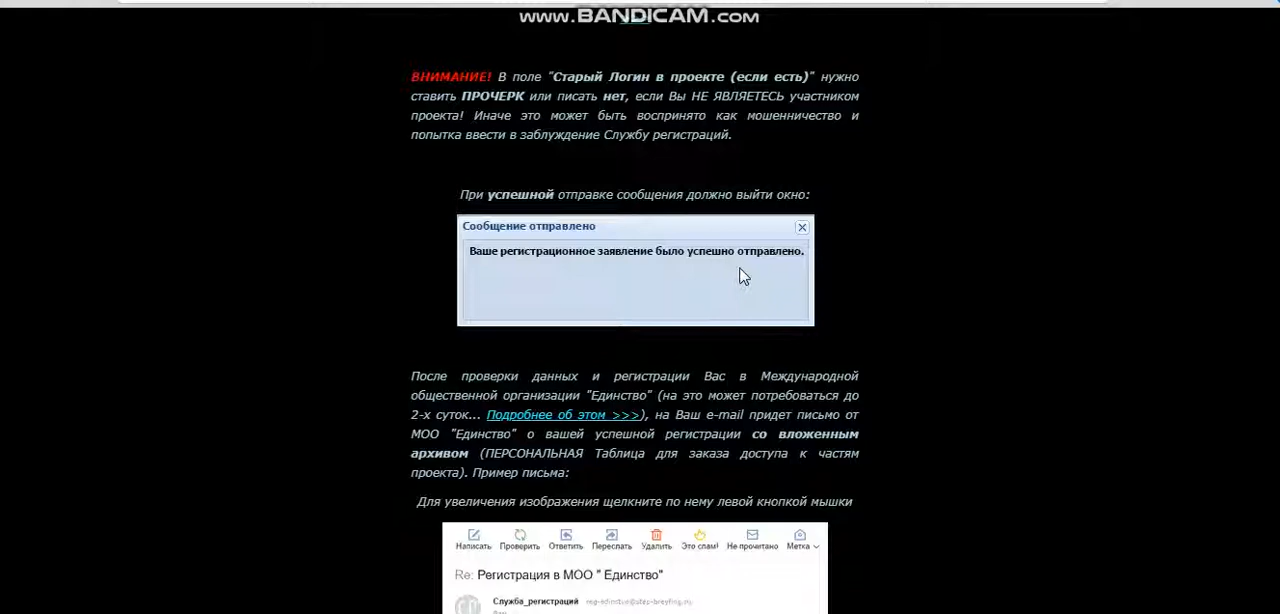 www.BANDICAM.com
ВНИМАНИЕ! В поле "Старый Логин в проекте (если есть)" нужно
ставить ПРОЧЕРК или писать нет, если Вы НЕ ЯВЛЯЕТЕСЬ участником
проекта! Иначе это может быть воспринято как мошенничество и
попытка ввести в заблуждение Службу регистраций.
При успешной отправке сообщения должно выйти окно:
Сообщение отправлено
Ваше регистрационное заявление было успешно отправлено.
После проверки данных и регистрации Вас в Международной
общественной организации "Единство" (на это может потребоваться до
2-х суток... Подробнее об этом >>>), на Ваш e-mail придет письмо от
МОО "Единство" о вашей успешной регистрации со вложенным
архивом (ПЕРСОНАЛЬНАЯ Таблица для заказа доступа к частям
проекта). Пример письма:
Для увеличения изображения щелкните по нему левой кнопкой мышки
Написать Проверить Ответить Переслать Удалить Это спам! Не прочитано Метка
Re: Регистрация в МОО " Единство"
Служба_регистраций